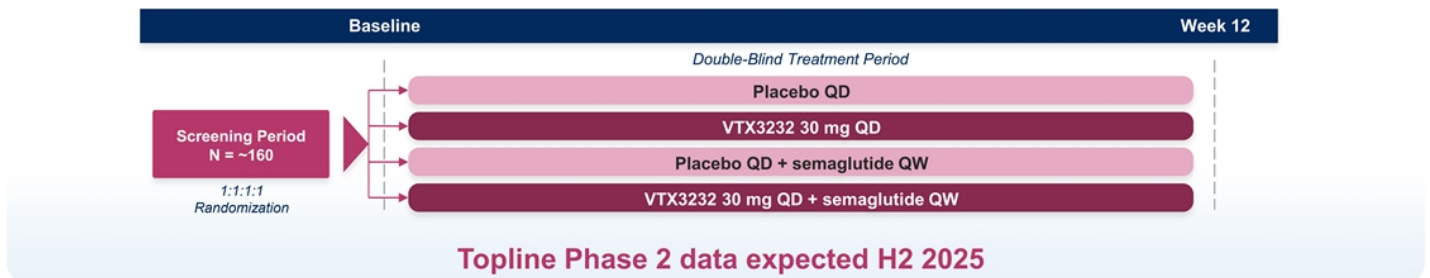 Baseline
Week 12
Double-Blind Treatment Period
Placebo QD
Screening Period
N = ~160
VTX3232 30 mg QD
Placebo QD + semaglutide QW
1:1:1:1
Randomization
VTX3232 30 mg QD + semaglutide QW
Topline Phase 2 data expected H2 2025